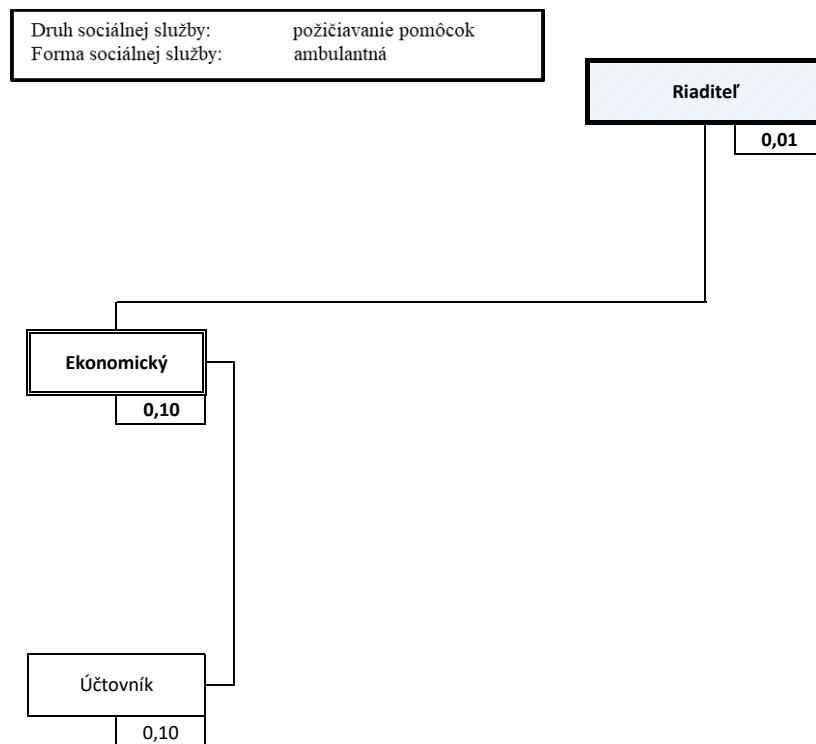 Druh sociálnej služby: požičiavanie pomôcok
Forma sociálnej služby: ambulantná
Riaditeľ
0,01
Ekonomický
0,10
Účtovník
0,10